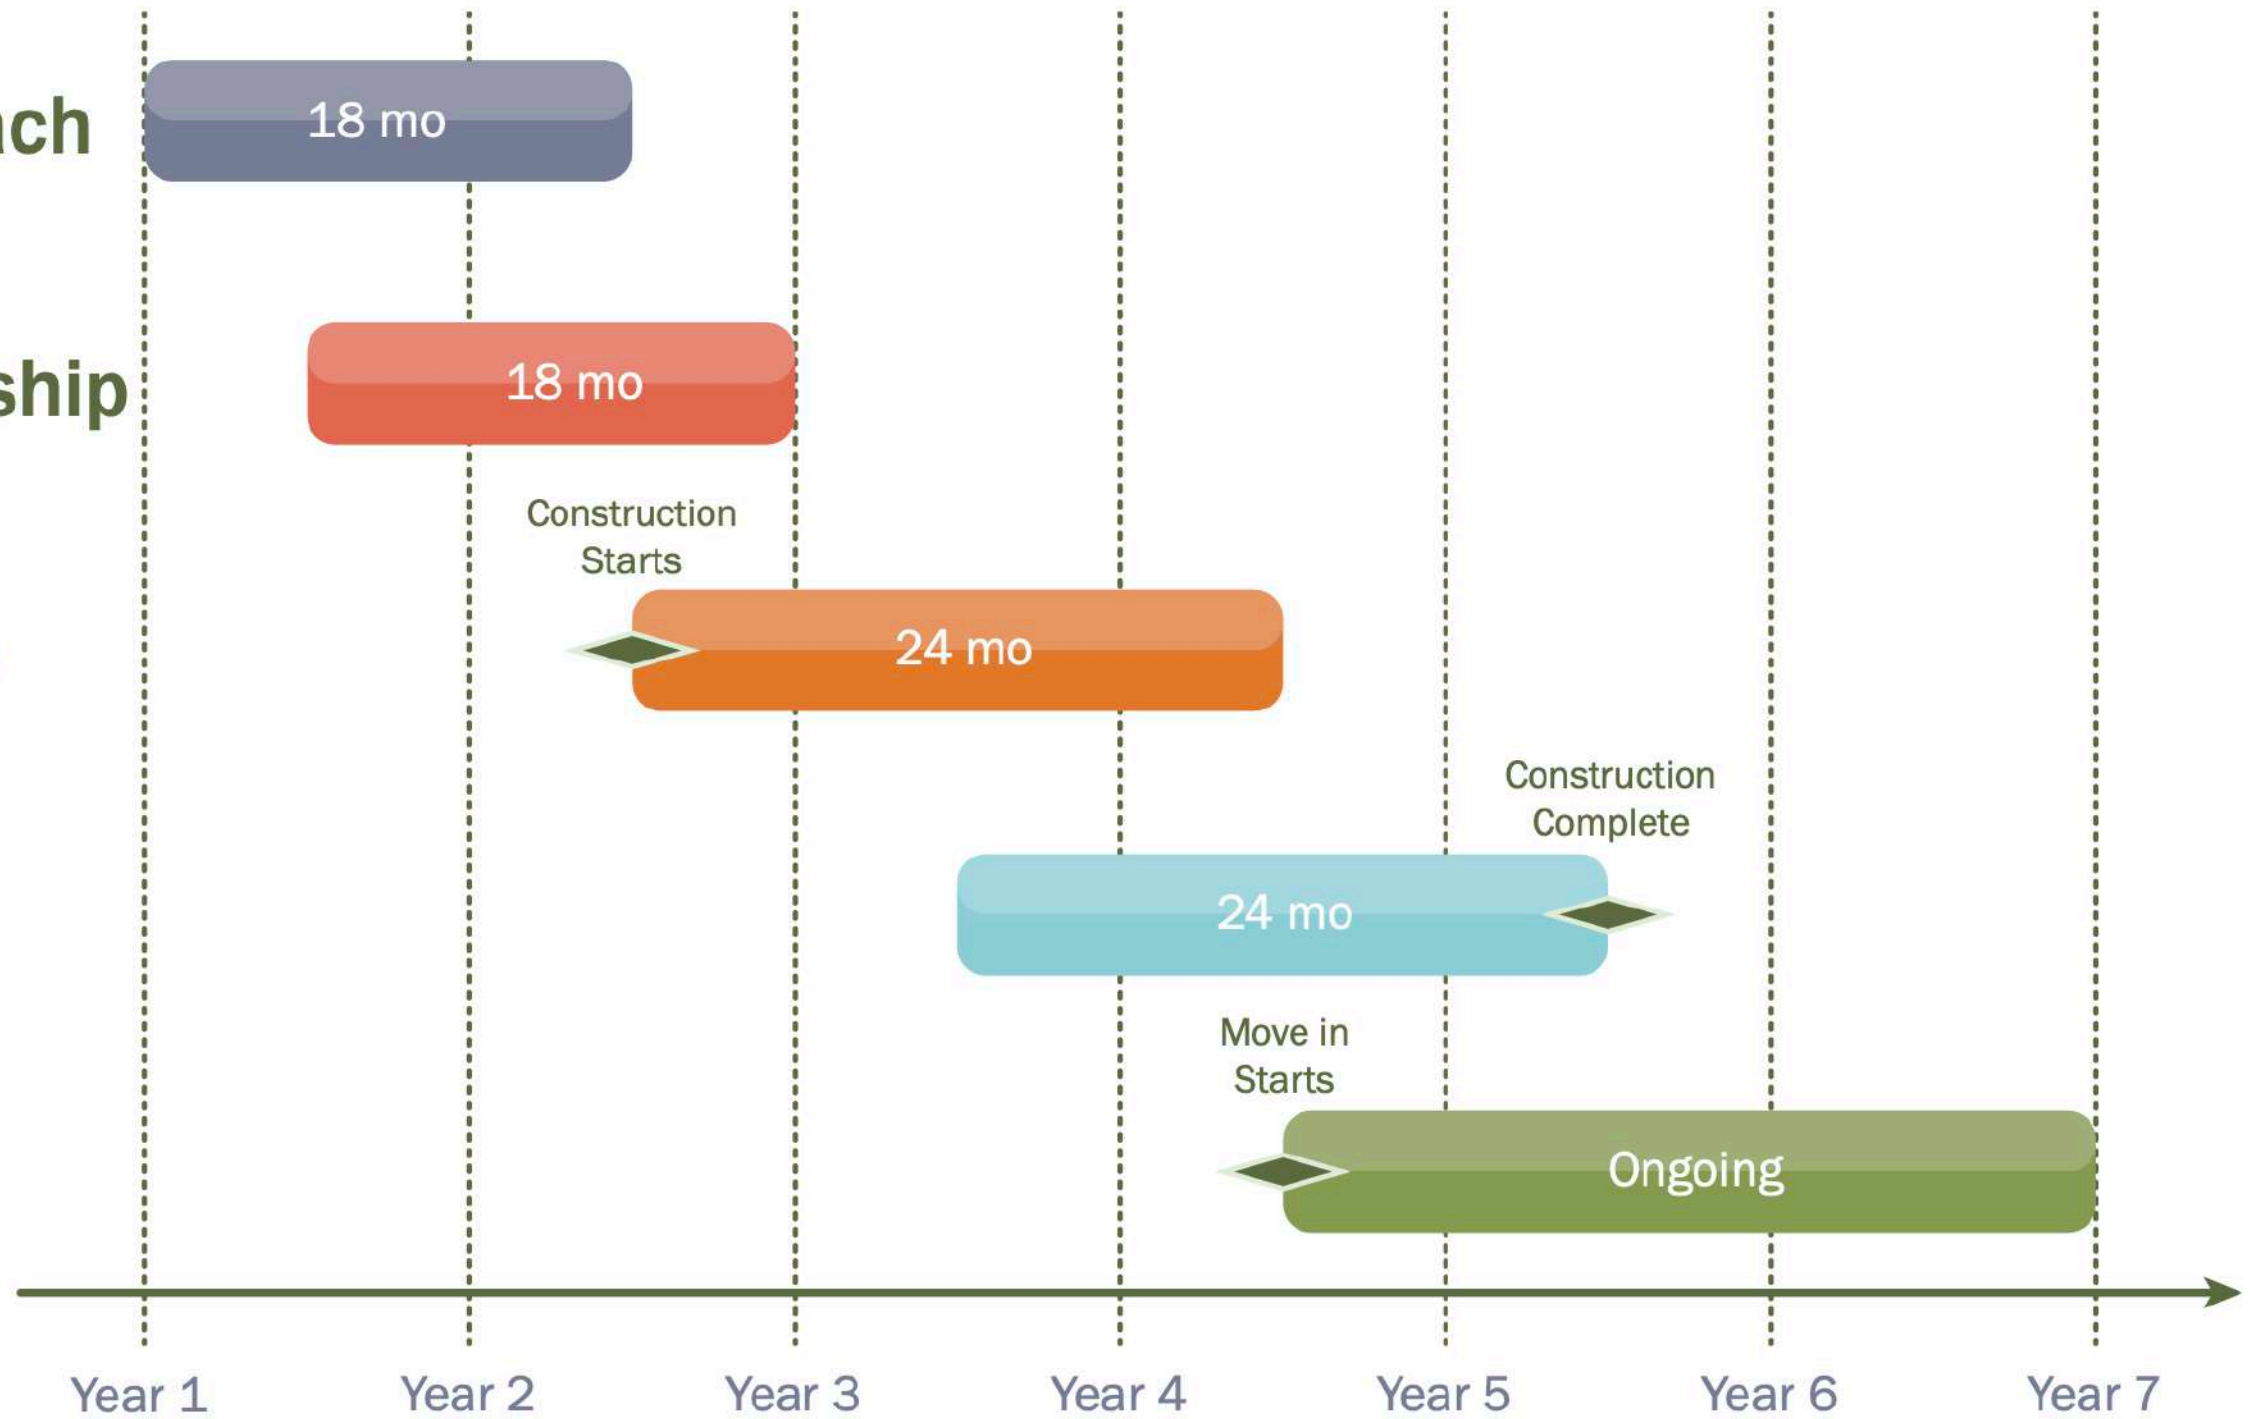 ach
18 mo
ship
18 mo
Construction
Starts
24 mo
Construction
Complete
24 mo
Move in
Starts
Ongoing
Year 1
Year 2
Year 3
Year 4
Year 5
Year 6
Year 7